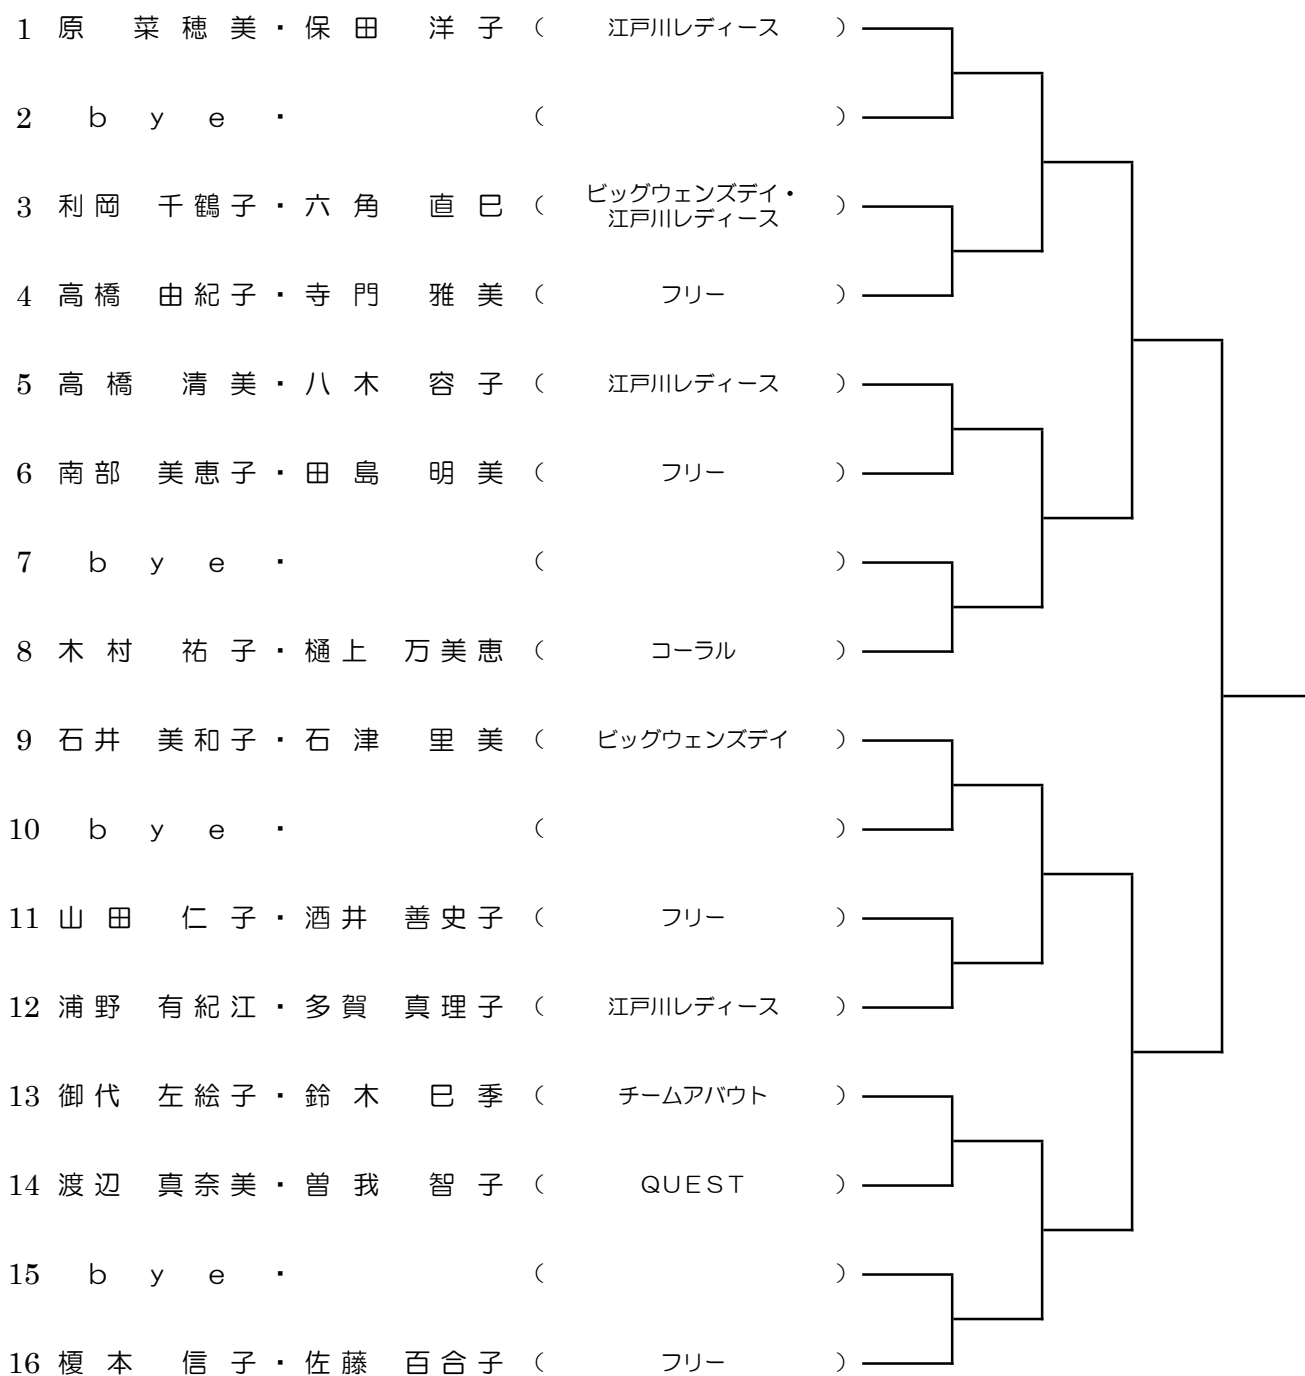 1 原 菜穂美・保田 洋子 ( 江戸川レディース )
2 ｂｙｅ・ ( )
3 利岡 千鶴子・六角 直巳 ( ビッグウェンズデイ・
江戸川レディース )
4 高橋 由紀子・寺門 雅美 ( フリー )
5 高橋 清美・八木 容子 ( 江戸川レディース )
6 南部 美恵子・田島 明美 ( フリー )
7 ｂｙｅ・ ( )
8 木村 祐子・樋上 万美恵 ( コーラル )
9 石井 美和子・石津 里美 ( ビッグウェンズデイ )
10 ｂｙｅ・ ( )
11 山田 仁子・酒井 善史子 ( フリー )
12 浦野 有紀江・多賀 真理子 ( 江戸川レディース )
13 御代 左絵子・鈴木 巳季 ( チームアバウト )
14 渡辺 真奈美・曽我 智子 ( ＱＵＥＳＴ )
15 ｂｙｅ・ ( )
16 榎本 信子・佐藤 百合子 ( フリー )